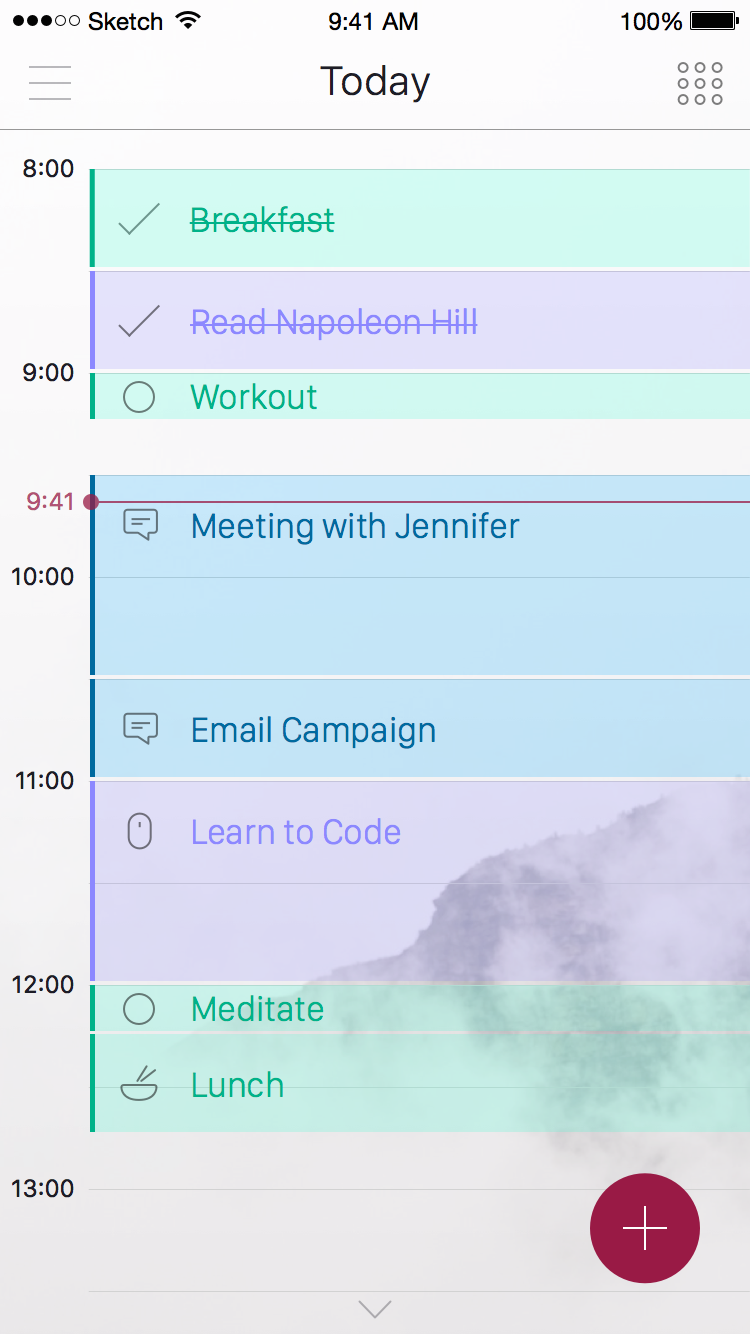 Sketch 9:41 AM 100%
Today
8:00
Breakfast
Read Napoleon Hill
9:00
Workout
9:41
Meeting with Jennifer
10:00
Email Campaign
11:00
Learn to Code
12:00
Meditate
Lunch
13:00